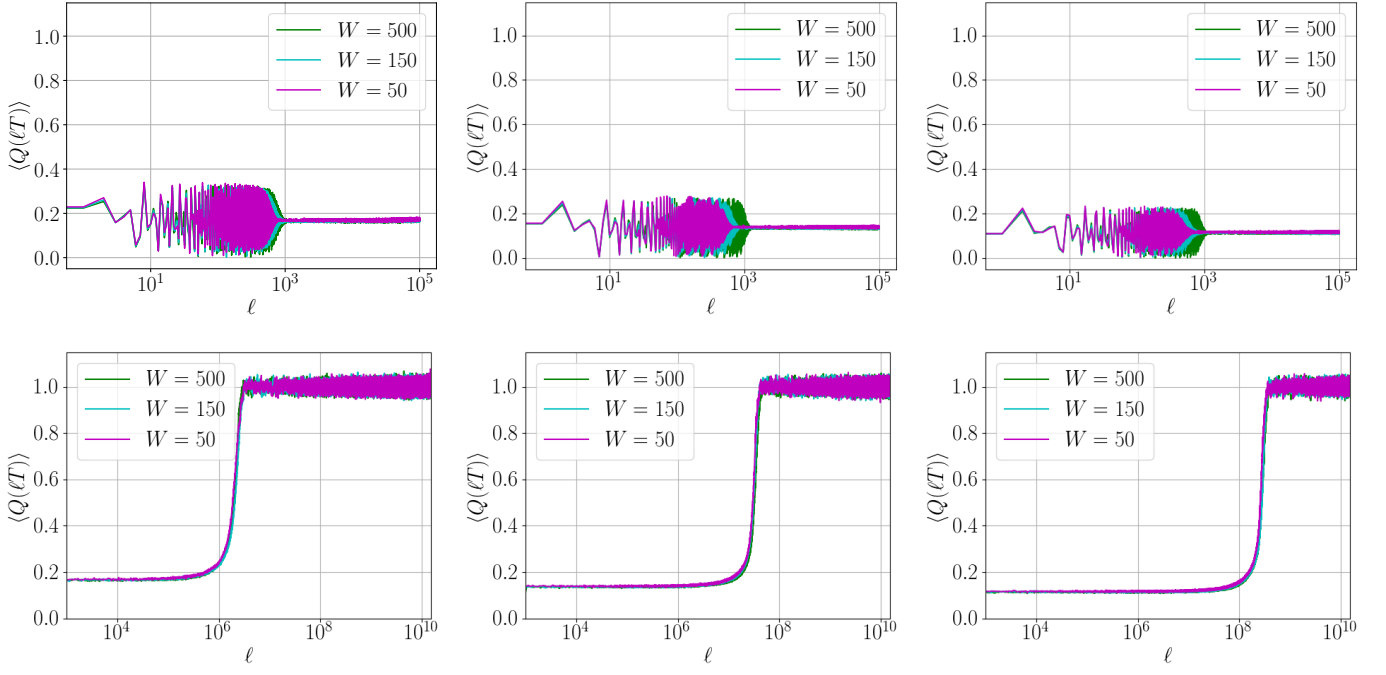 ⟨Q(ℓT)⟩
1.0
0.8
0.6
0.4
0.2
0.0
W = 500
W = 150
W = 50
10^1
10^3
10^5
ℓ
⟨Q(ℓT)⟩
1.0
0.8
0.6
0.4
0.2
0.0
W = 500
W = 150
W = 50
10^1
10^3
10^5
ℓ
⟨Q(ℓT)⟩
1.0
0.8
0.6
0.4
0.2
0.0
W = 500
W = 150
W = 50
10^1
10^3
10^5
ℓ
⟨Q(ℓT)⟩
1.0
0.8
0.6
0.4
0.2
0.0
W = 500
W = 150
W = 50
10^4
10^6
10^8
10^10
ℓ
⟨Q(ℓT)⟩
1.0
0.8
0.6
0.4
0.2
0.0
W = 500
W = 150
W = 50
10^4
10^6
10^8
10^10
ℓ
⟨Q(ℓT)⟩
1.0
0.8
0.6
0.4
0.2
0.0
W = 500
W = 150
W = 50
10^4
10^6
10^8
10^10
ℓ